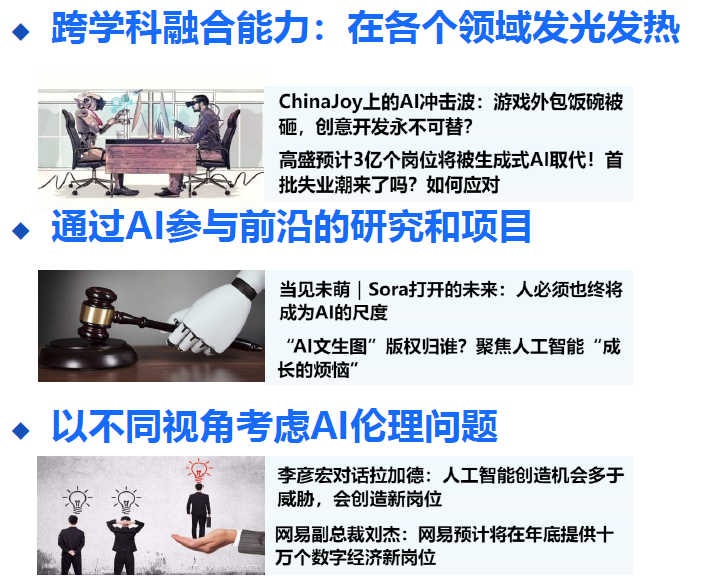 跨学科融合能力：在各个领域发光发热
ChinaJoy上的AI冲击波：游戏外包饭碗被
砸，创意开发永不可替？
高盛预计3亿个岗位将被生成式AI取代！首
批失业潮来了吗？如何应对
通过AI参与前沿的研究和项目
当见未萌｜Sora打开的未来：人必须也终将
成为AI的尺度
“AI文生图”版权归谁？聚焦人工智能“成
长的烦恼”
以不同视角考虑AI伦理问题
李彦宏对话拉加德：人工智能创造机会多于
威胁，会创造新岗位
网易副总裁刘杰：网易预计将在年底提供十
万个数字经济新岗位